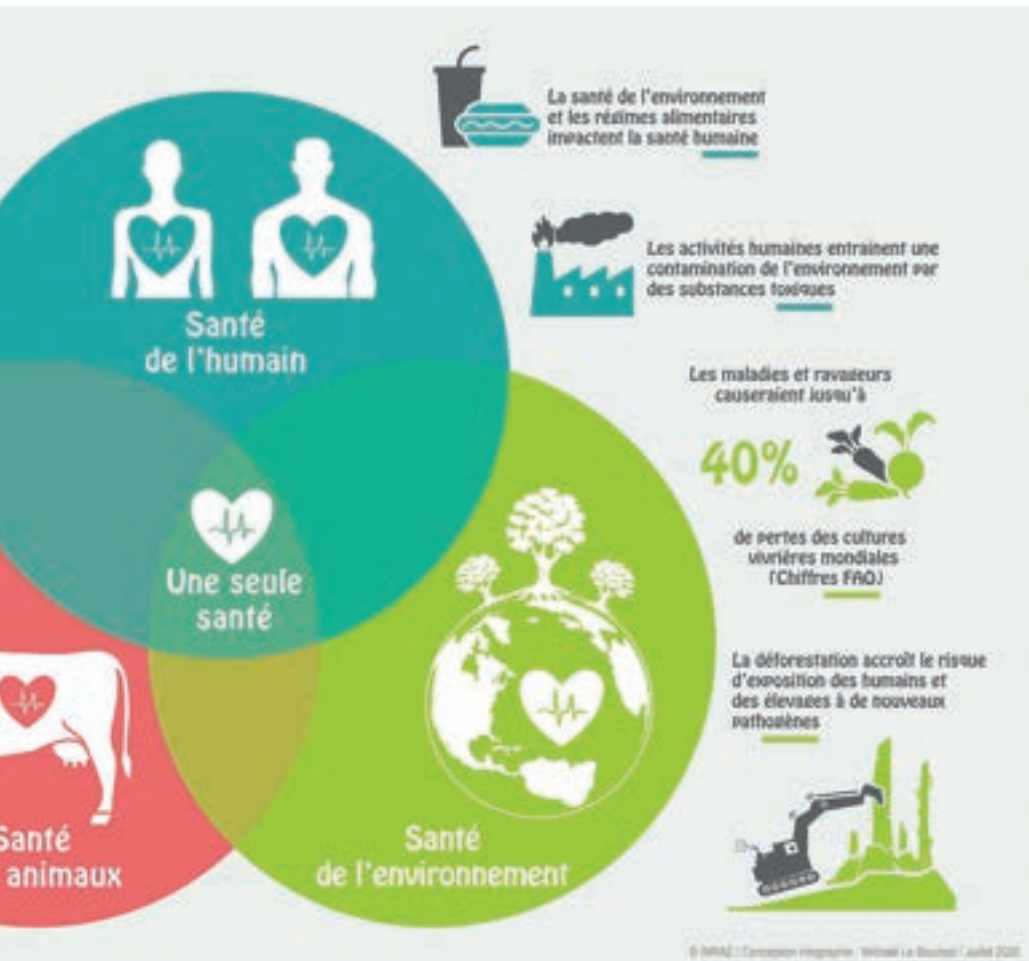 La santé de l'environnement
et les régimes alimentaires
impactent la santé humaine
Les activités humaines entrainent une
contamination de l'environnement par
des substances toxiques
Santé
de l'humain
Les maladies et ravageurs
causeraient jusqu'à
40%
de pertes des cultures
vivrières mondiales
(Chiffres FAO)
Une seule
santé
La déforestation accroît le risque
d'exposition des humains et
des élevages à de nouveaux
pathogènes
Santé
animaux
Santé
de l'environnement